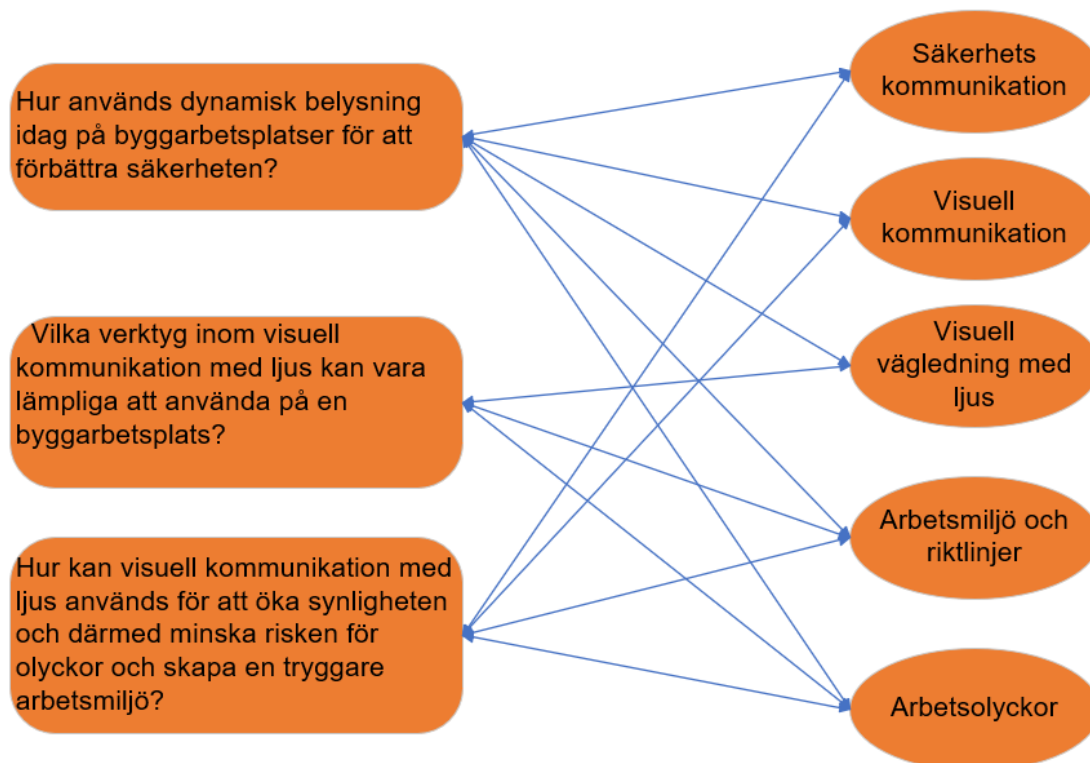 Hur används dynamisk belysning
idag på byggarbetsplatser för att
förbättra säkerheten?
Vilka verktyg inom visuell
kommunikation med ljus kan vara
lämpliga att använda på en
byggarbetsplats?
Hur kan visuell kommunikation med
ljus används för att öka synligheten
och därmed minska risken för
olyckor och skapa en tryggare
arbetsmiljö?
Säkerhets
kommunikation
Visuell
kommunikation
Visuell
vägledning med
ljus
Arbetsmiljö och
riktlinjer
Arbetsolyckor